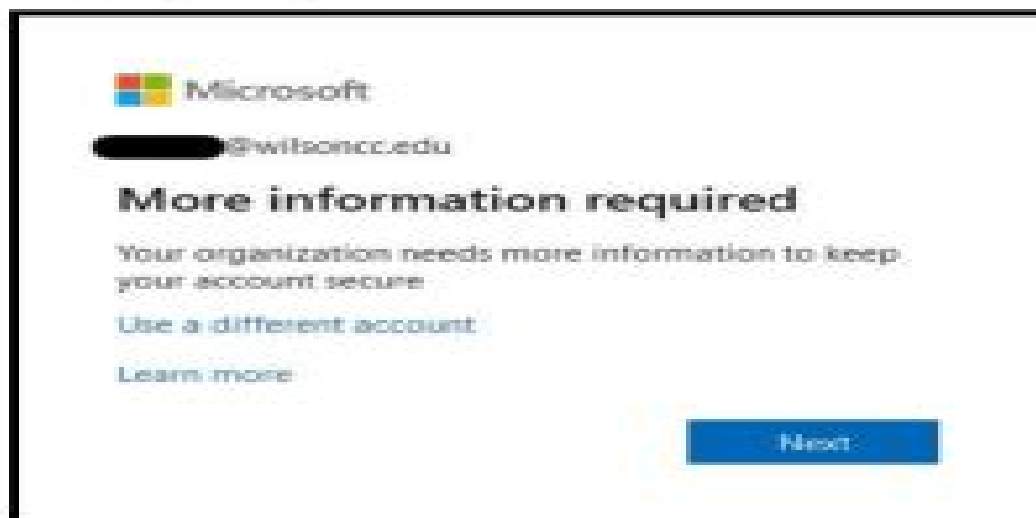 Microsoft
@wilsoncc.edu
More information required
Your organization needs more information to keep
your account secure
Use a different account
Learn more
Next